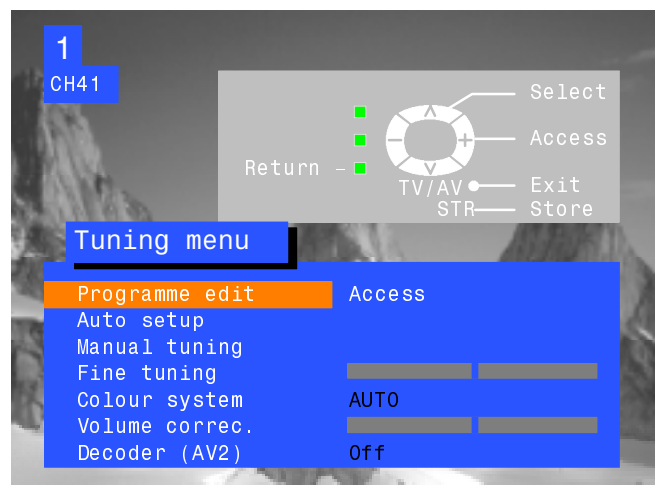 1
CH41
Select
Access
Return –
TV/AV Exit
STR Store
Tuning menu
Programme edit Access
Auto setup
Manual tuning
Fine tuning
Colour system AUTO
Volume correc.
Decoder (AV2) Off